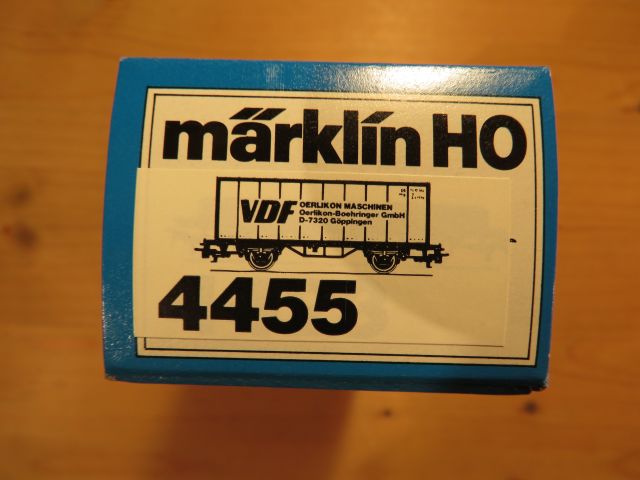 märklin HO
VDF OERLIKON MASCHINEN
Oerlikon-Boehringer GmbH
D-7320 Göppingen
4455